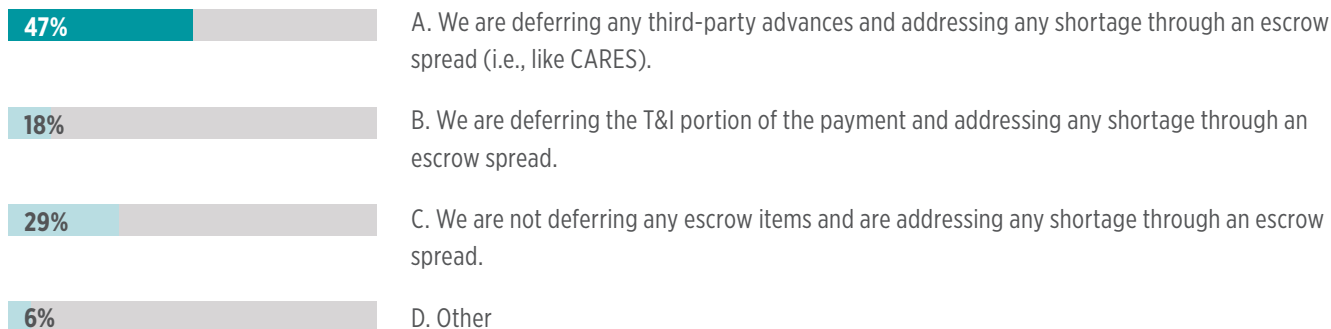 47%
A. We are deferring any third-party advances and addressing any shortage through an escrow
spread (i.e., like CARES).
18%
B. We are deferring the T&I portion of the payment and addressing any shortage through an
escrow spread.
29%
C. We are not deferring any escrow items and are addressing any shortage through an escrow
spread.
6%
D. Other